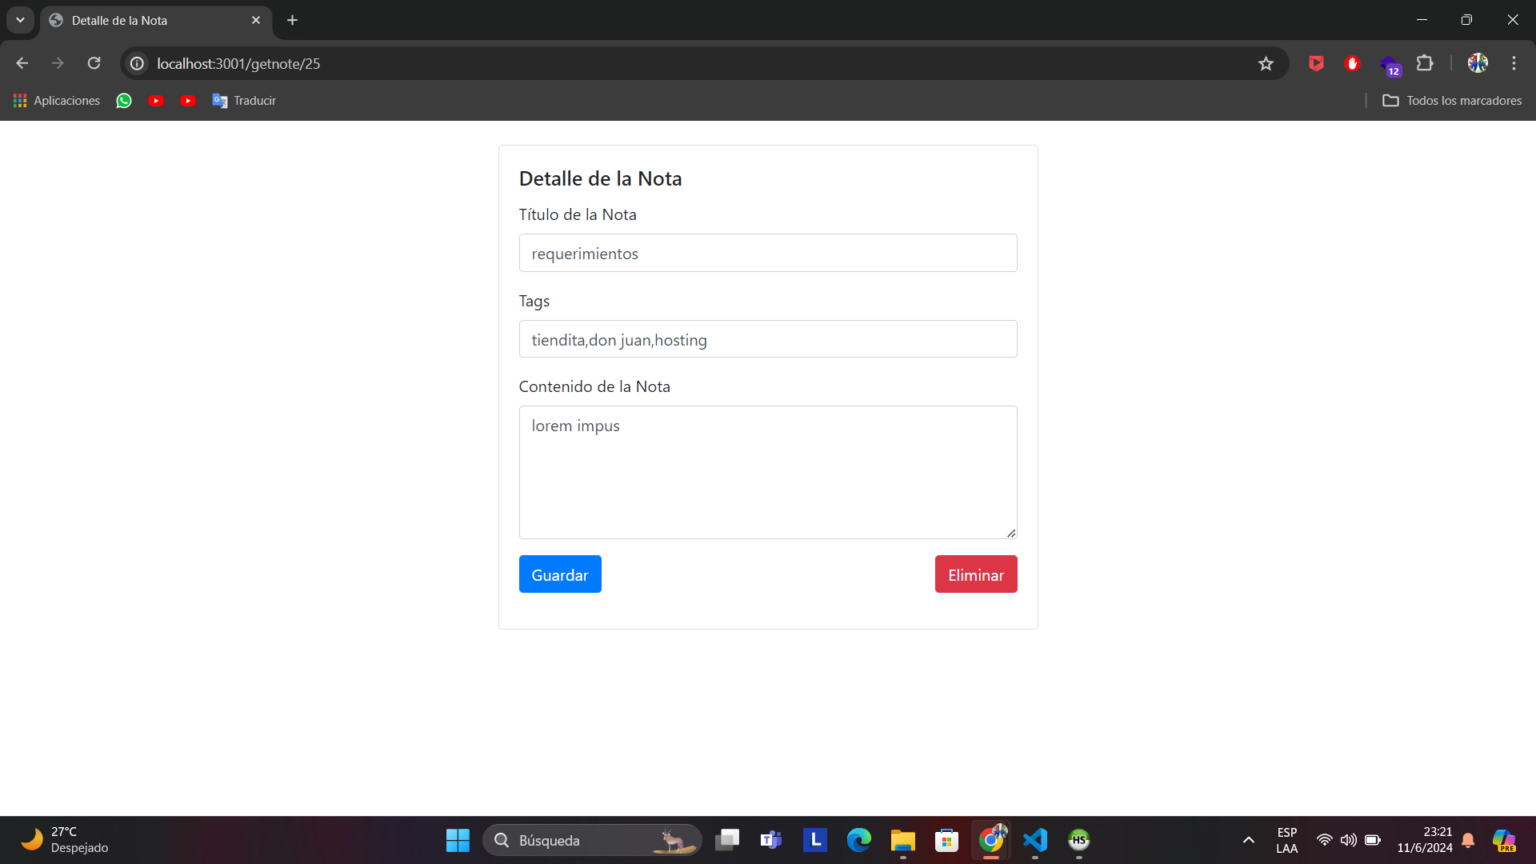 Detalle de la Nota
localhost:3001/getnote/25
12
Aplicaciones
Traducir
Todos los marcadores
Detalle de la Nota
Título de la Nota
requerimientos
Tags
tiendita,don juan,hosting
Contenido de la Nota
lorem impus
Guardar
Eliminar
27°C
Despejado
Búsqueda
L
HS
ESP
LAA
23:21
11/6/2024
PRE